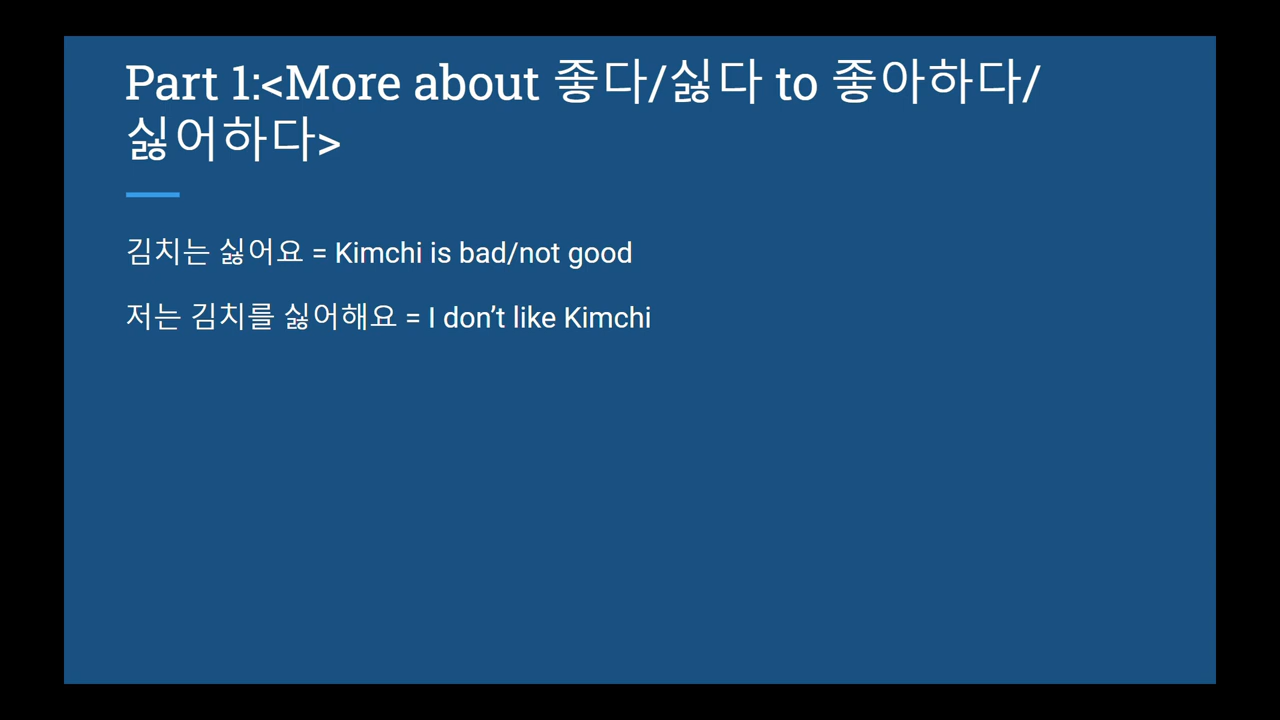 Part 1:<More about 좋다/싫다 to 좋아하다/
싫어하다>
김치는 싫어요 = Kimchi is bad/not good
저는 김치를 싫어해요 = I don’t like Kimchi